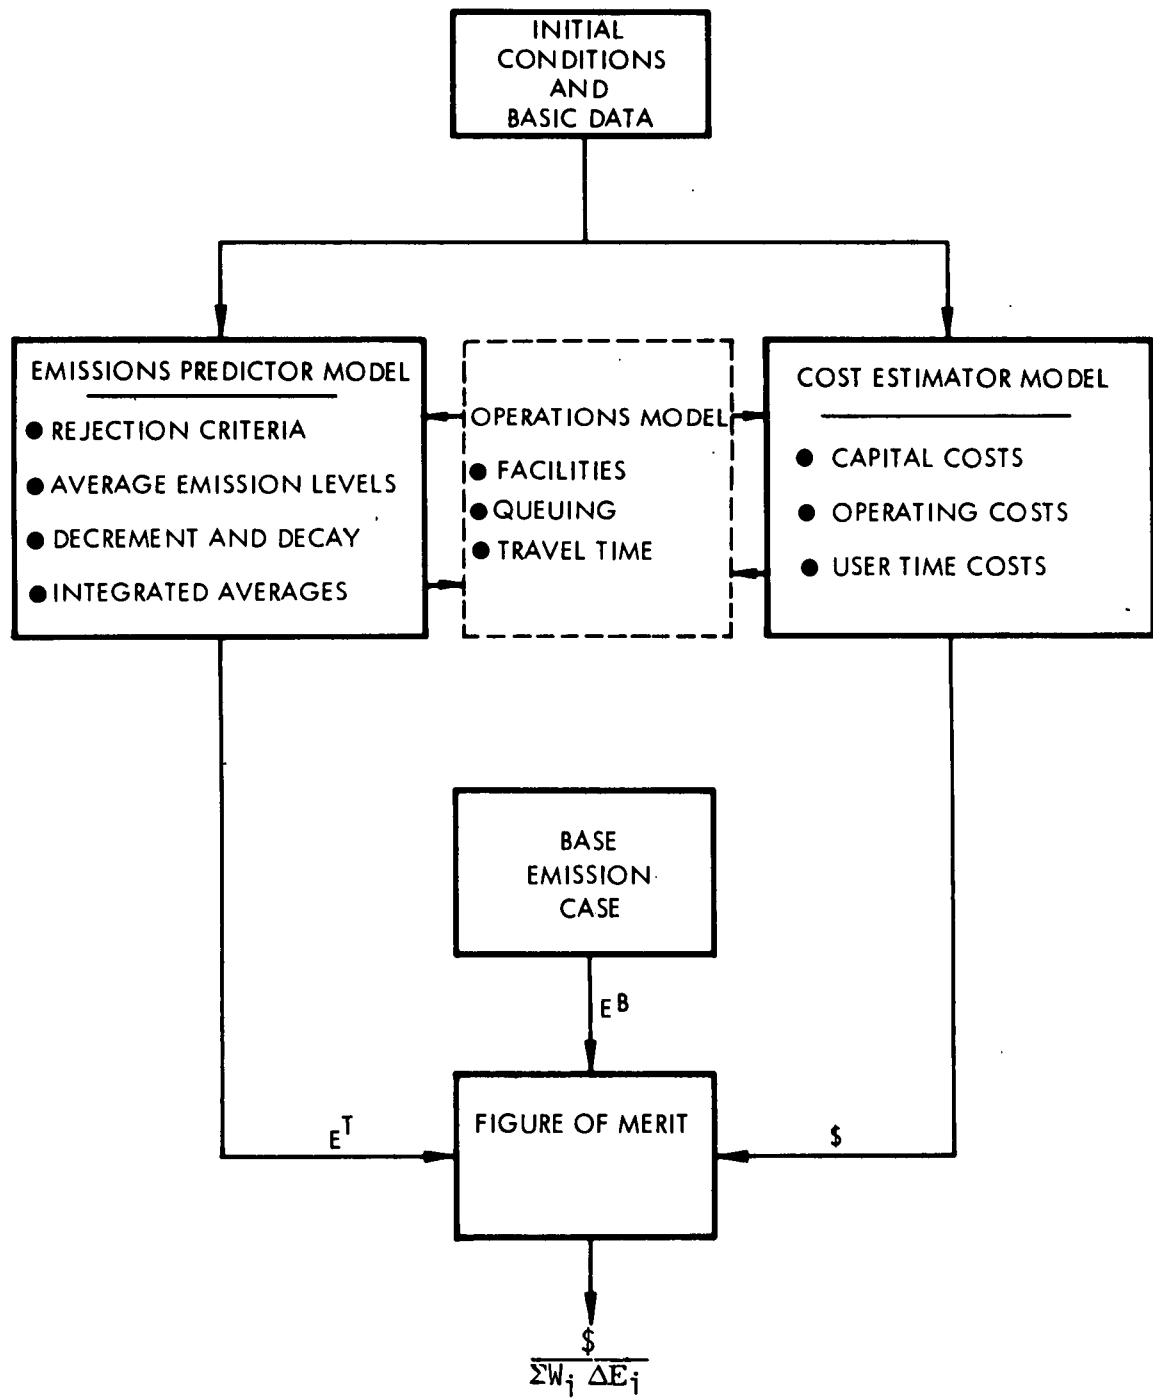 INITIAL
CONDITIONS
AND
BASIC DATA
EMISSIONS PREDICTOR MODEL
● REJECTION CRITERIA
● AVERAGE EMISSION LEVELS
● DECREMENT AND DECAY
● INTEGRATED AVERAGES
OPERATIONS MODEL
● FACILITIES
● QUEUING
● TRAVEL TIME
COST ESTIMATOR MODEL
● CAPITAL COSTS
● OPERATING COSTS
● USER TIME COSTS
BASE
EMISSION
CASE
E^B
FIGURE OF MERIT
E^T
$
$
ΣW_j ΔE_j